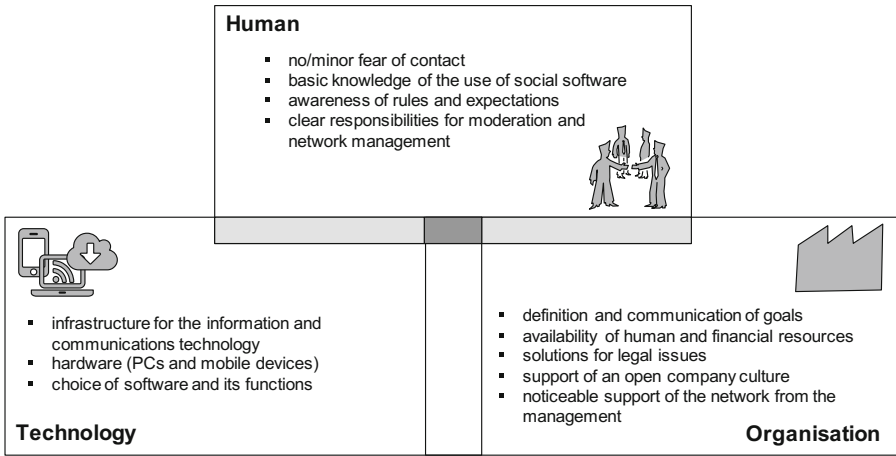 Human
▪ no/minor fear of contact
▪ basic knowledge of the use of social software
▪ awareness of rules and expectations
▪ clear responsibilities for moderation and
network management
▪ infrastructure for the information and
communications technology
▪ hardware (PCs and mobile devices)
▪ choice of software and its functions
Technology
▪ definition and communication of goals
▪ availability of human and financial resources
▪ solutions for legal issues
▪ support of an open company culture
▪ noticeable support of the network from the
management
Organisation